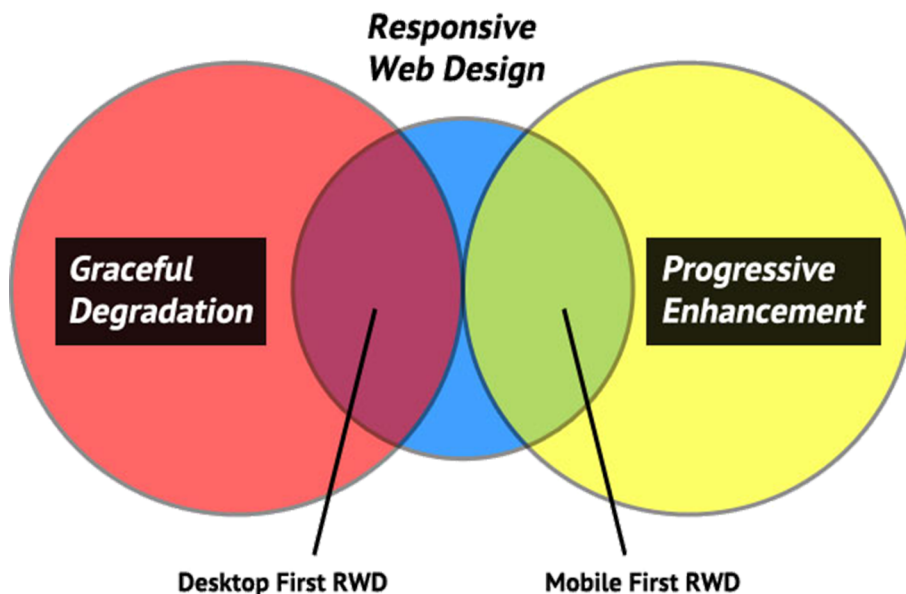 Responsive
Web Design
Graceful
Degradation
Progressive
Enhancement
Desktop First RWD
Mobile First RWD